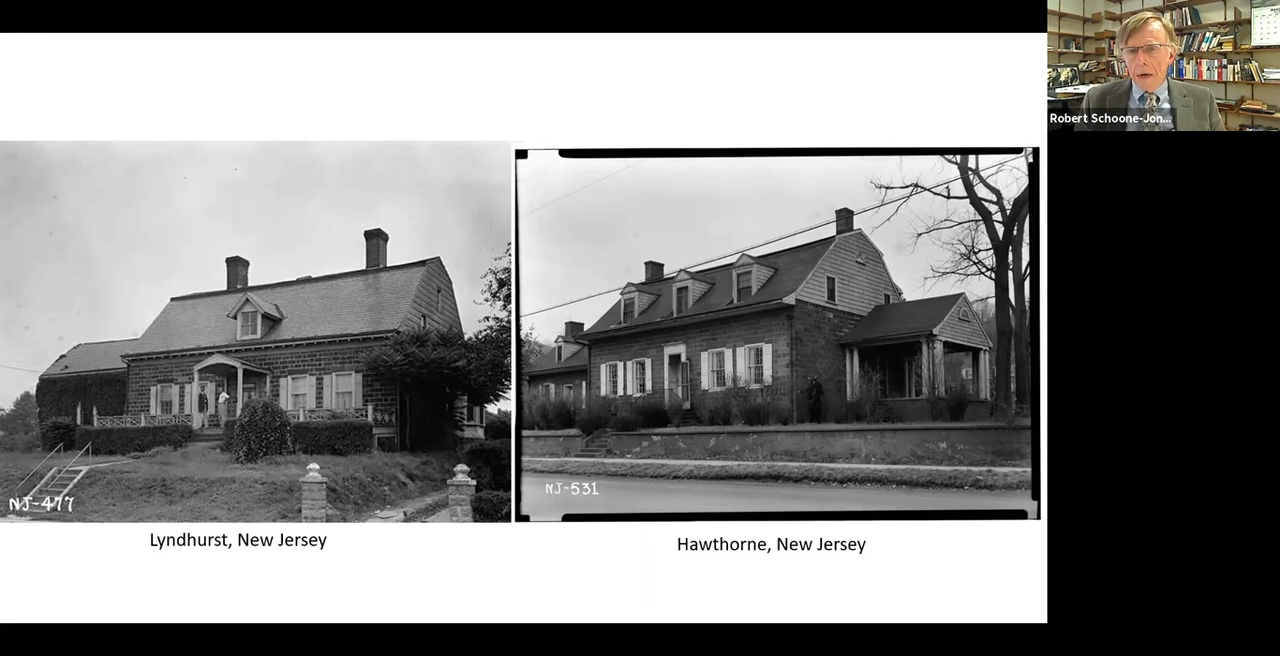 Robert Schoone-Jon...
NJ-477
NJ-531
Lyndhurst, New Jersey
Hawthorne, New Jersey